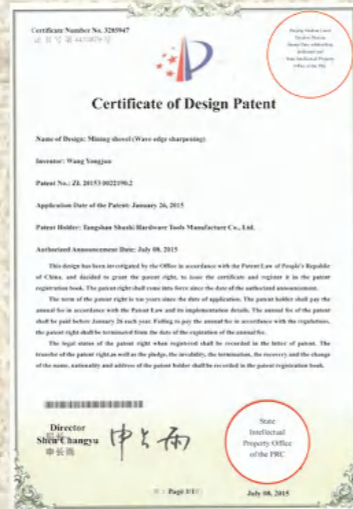 Certificate No. 3285947
Certificate of Design Patent
Name of Design: Mining shovel (Wave edge sharpening)
Inventor: Wang Yongjun
Patent No.: ZL 20153 0022190.2
Application Date of the Patent: January 26, 2015
Patent Holder: Tangshan Shushi Hardware Tools Manufacture Co., Ltd.
Authorized Announcement Date: July 08, 2015
This design has been investigated by the Office in accordance with the Patent Law of People's Republic
of China, and decided to grant the patent right, to issue the certificate and register it in the patent
registration book. The patent right shall come into force since the date of the authorized announcement.
The term of the patent right is ten years since the date of application. The patent holder shall pay the
annual fee in accordance with the Patent Law and its implementation details. The annual fee of the patent
shall be paid before January 26 each year. Failing to pay the annual fee in accordance with the regulations,
the patent right shall be terminated from the date of the expiration of the annual fee.
The legal status of the patent right when registered shall be recorded in the letter of patent. The
transfer of the patent right as well as the pledge, the invalidity, the termination, the recovery and the change
of the name, nationality and address of the patent holder shall be recorded in the patent registration book.
Director
Shen Changyu
申长雨
申长雨
State
Intellectual
Property Office
of the PRC
Page 1/1
July 08, 2015